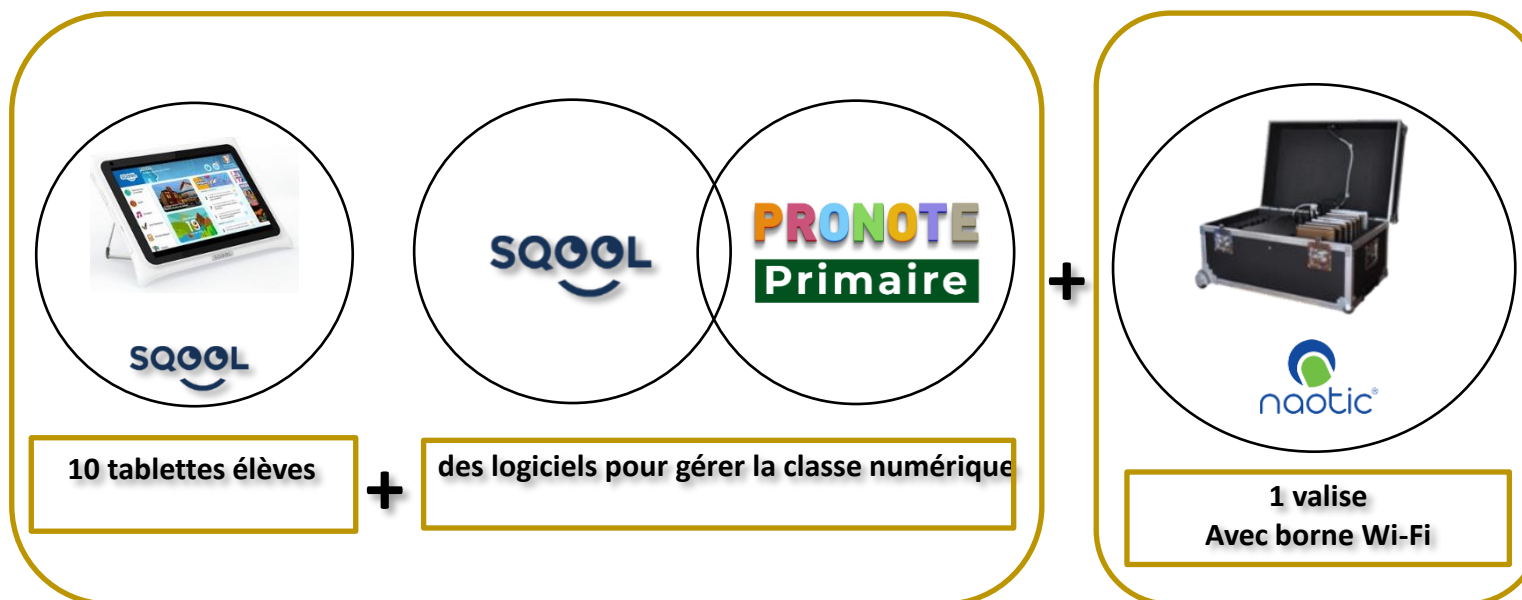 SQOOL
10 tablettes élèves
+
SQOOL
PRONOTE
Primaire
des logiciels pour gérer la classe numérique
+
naotic®
1 valise
Avec borne Wi-Fi